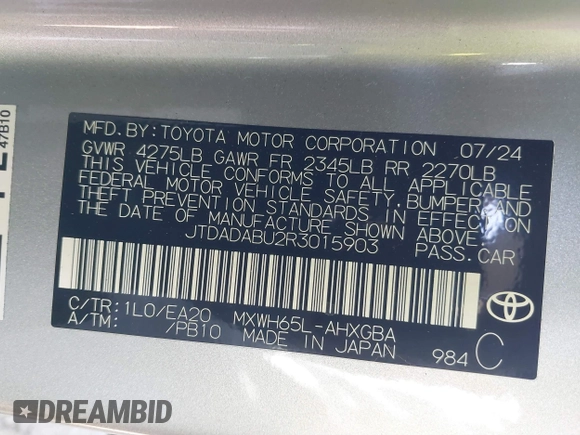 MFD.BY:TOYOTA MOTOR CORPORATION 07/24
GVWR 4275LB GAWR FR 2345LB RR 2270LB
THIS VEHICLE CONFORMS TO ALL APPLICABLE
FEDERAL MOTOR VEHICLE SAFETY,BUMPER,AND
THEFT PREVENTION STANDARDS IN EFFECT ON
THE DATE OF MANUFACTURE SHOWN ABOVE.
JTDADABU2R3015903 PASS.CAR
C/TR:1L0/EA20 MXWH65L-AHXGBA
A/TM: /PB10 MADE IN JAPAN 984 C
TOYOTA
47B10
DREAMBID